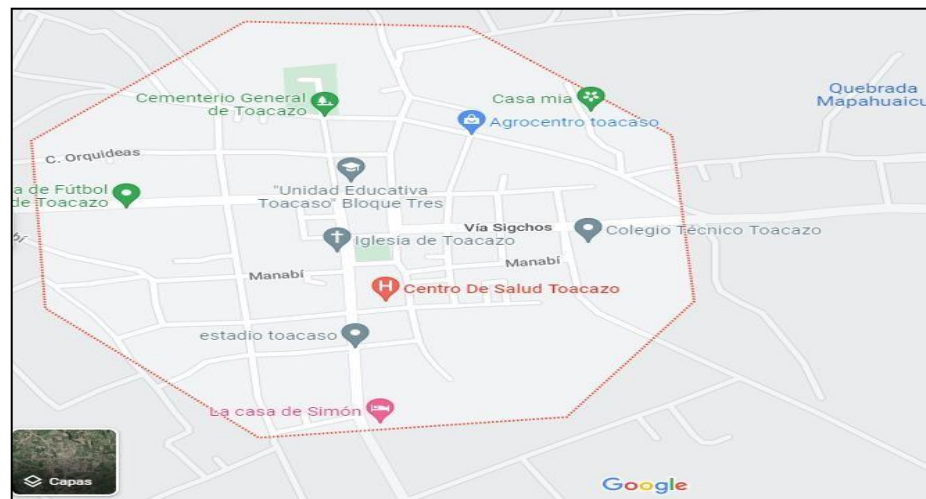 Cementerio General
de Toacazo
Casa mia
Agrocentro toacaso
Quebrada
Mapahuaicu
C. Orquideas
"Unidad Educativa
Toacaso" Bloque Tres
a de Fútbol
de Toacazo
Vía Sigchos
Colegio Técnico Toacazo
Iglesia de Toacazo
Manabí
Manabí
Centro De Salud Toacazo
estadio toacaso
La casa de Simón
Capas
Google